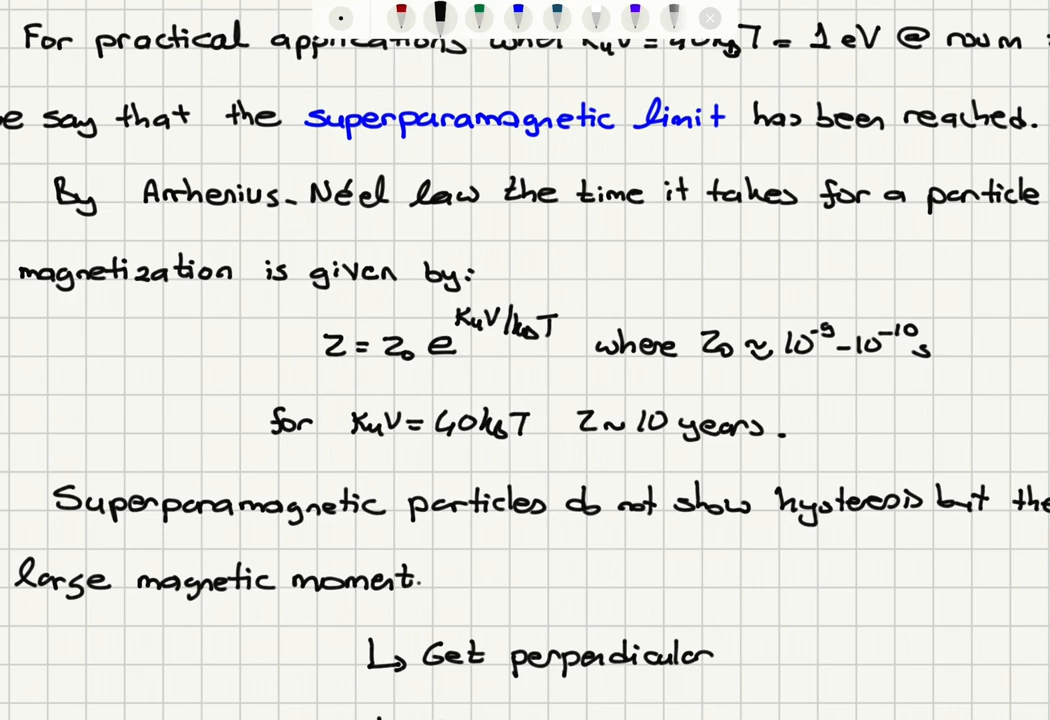 For practical applications when KuV = 40kbT = 1 eV @ room
e say that the superparamagnetic limit has been reached.
By Arrhenius-Néel law the time it takes for a particle
magnetization is given by:
τ = τ₀ e^KuV/kbT where τ₀ ≈ 10^-9-10^-10 s
for KuV = 40kbT τ ~ 10 years.
Superparamagnetic particles do not show hysteresis but the
large magnetic moment.
↳ Get perpendicular